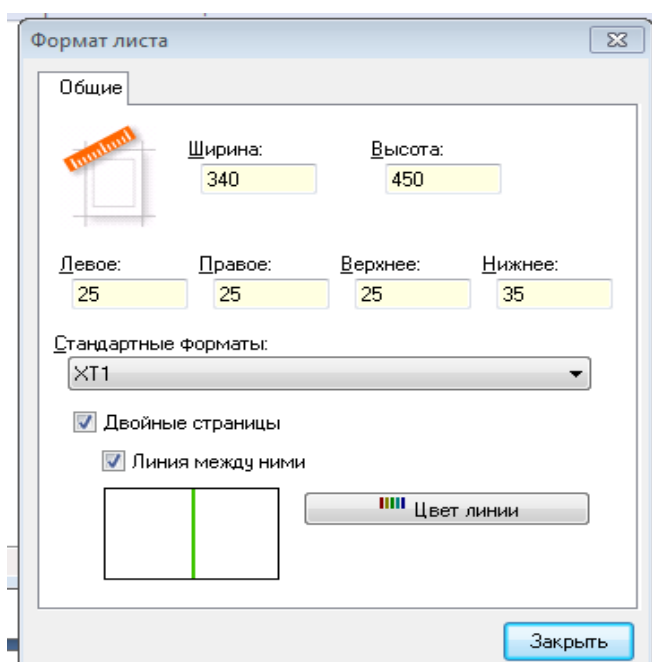 Формат листа
Общие
Ширина: Высота:
340 450
Левое: Правое: Верхнее: Нижнее:
25 25 25 35
Стандартные форматы:
XT1
Двойные страницы
Линия между ними
Цвет линии
Закрыть